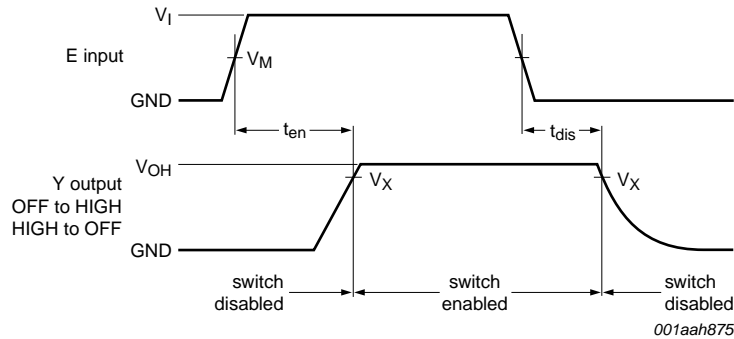 V_I
E input
V_M
GND
t_en
t_dis
V_OH
Y output
OFF to HIGH
HIGH to OFF
V_X
V_X
GND
switch
disabled
switch
enabled
switch
disabled
001aah875